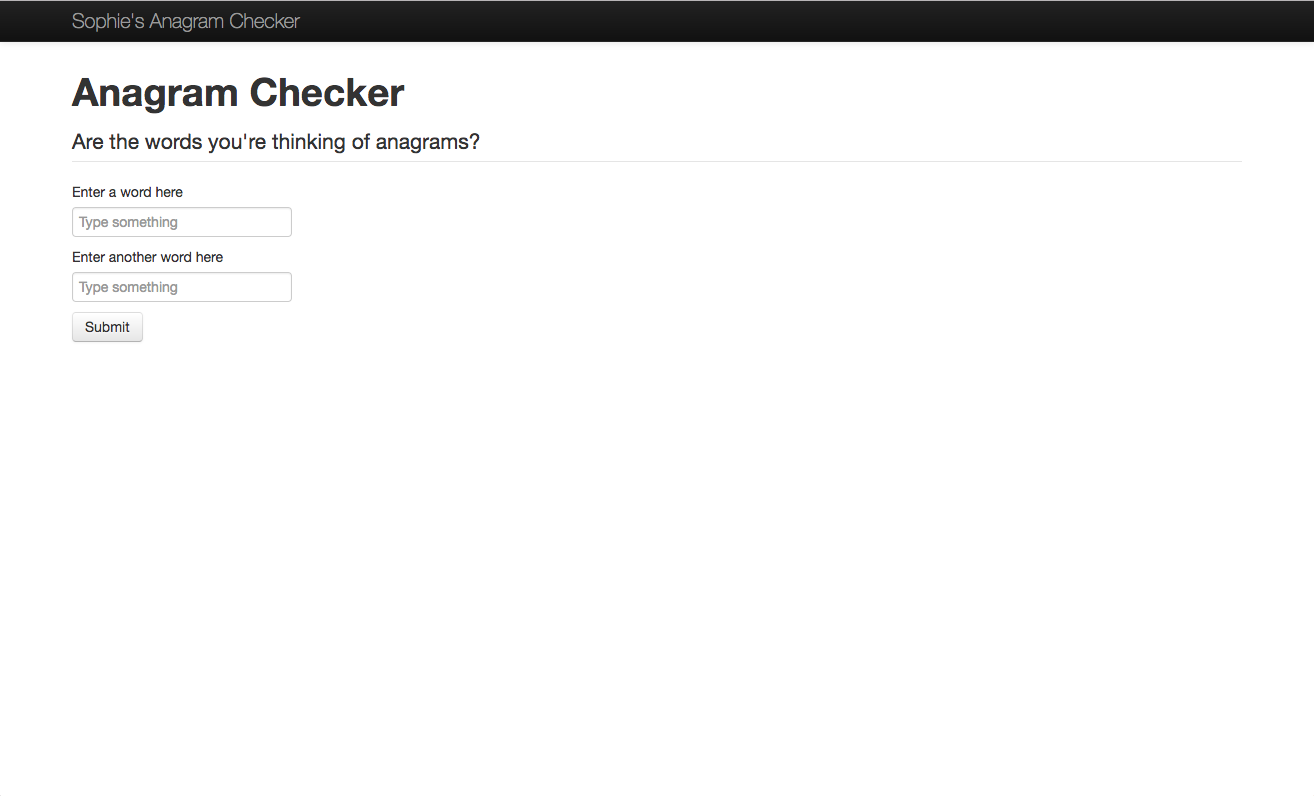 Sophie's Anagram Checker
Anagram Checker
Are the words you're thinking of anagrams?
Enter a word here
Type something
Enter another word here
Type something
Submit